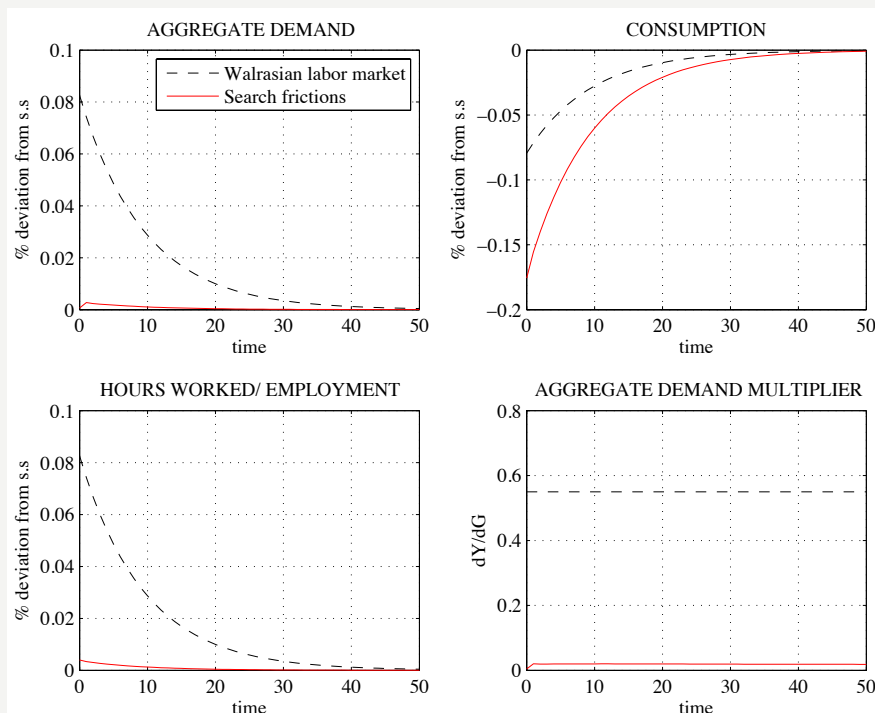 AGGREGATE DEMAND
0.1
0.08
0.06
0.04
0.02
0
% deviation from s.s
0 10 20 30 40 50
time
Walrasian labor market
Search frictions
CONSUMPTION
0
−0.05
−0.1
−0.15
−0.2
% deviation from s.s
0 10 20 30 40 50
time
HOURS WORKED/ EMPLOYMENT
0.1
0.08
0.06
0.04
0.02
0
% deviation from s.s
0 10 20 30 40 50
time
AGGREGATE DEMAND MULTIPLIER
0.8
0.6
0.4
0.2
0
dY/dG
0 10 20 30 40 50
time